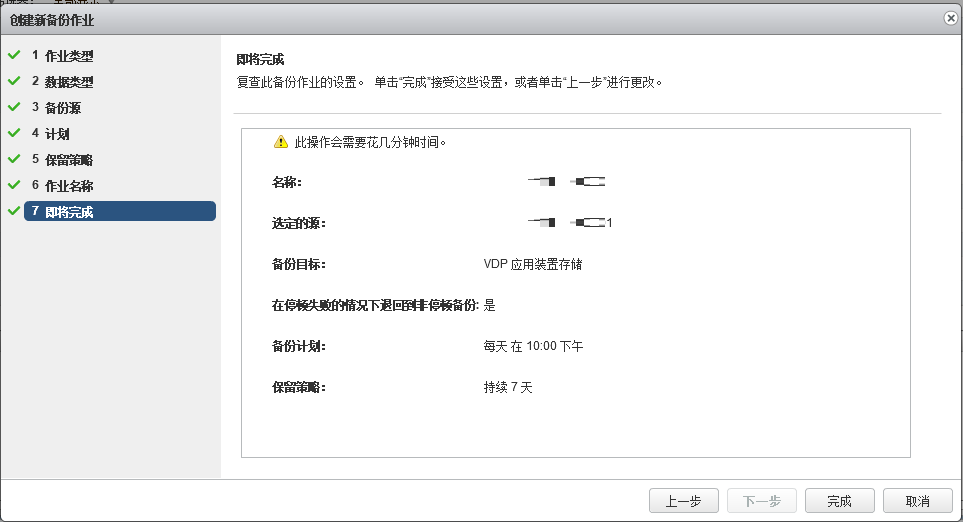 创建新备份作业
1 作业类型
2 数据类型
3 备份源
4 计划
5 保留策略
6 作业名称
7 即将完成
即将完成
复查此备份作业的设置。 单击“完成”接受这些设置，或者单击“上一步”进行更改。
此操作会需要花几分钟时间。
名称：
选定的源： 1
备份目标： VDP 应用装置存储
在停顿失败的情况下退回到非停顿备份: 是
备份计划： 每天 在 10:00 下午
保留策略： 持续 7 天
上一步 下一步 完成 取消